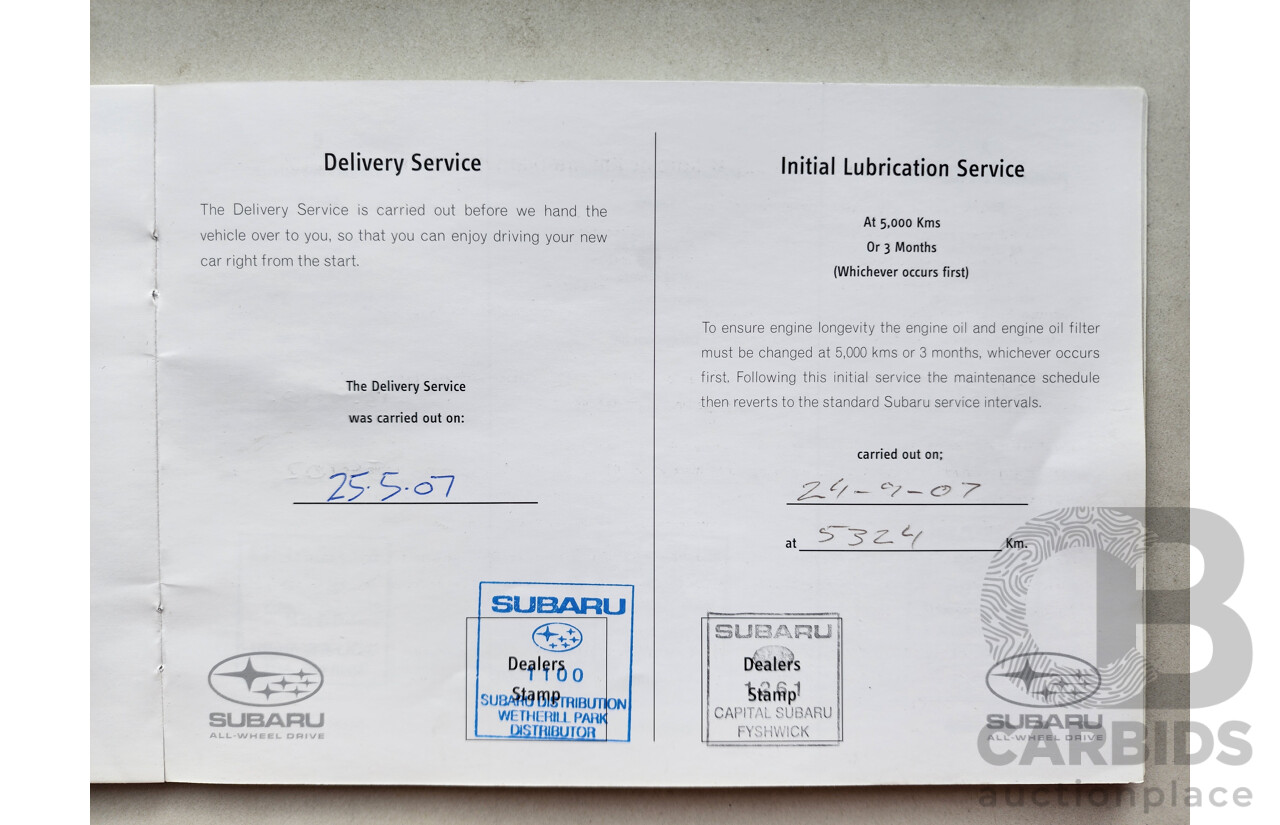 Delivery Service
The Delivery Service is carried out before we hand the
vehicle over to you, so that you can enjoy driving your new
car right from the start.
The Delivery Service
was carried out on:
25.5.07
SUBARU
Dealers
1100
Stamp
SUBARU DISTRIBUTION
WETHERILL PARK
DISTRIBUTOR
SUBARU
ALL-WHEEL DRIVE
Initial Lubrication Service
At 5,000 Kms
Or 3 Months
(Whichever occurs first)
To ensure engine longevity the engine oil and engine oil filter
must be changed at 5,000 kms or 3 months, whichever occurs
first. Following this initial service the maintenance schedule
then reverts to the standard Subaru service intervals.
carried out on:
24-9-07
at 5324 Km.
SUBARU
Dealers
1261
Stamp
CAPITAL SUBARU
FYSHWICK
SUBARU
ALL-WHEEL DRIVE
CARBIDS
auctionplace